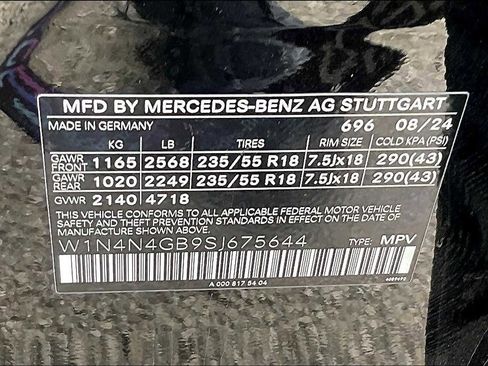 MFD BY MERCEDES-BENZ AG STUTTGART
MADE IN GERMANY 696 08/24
KG LB TIRES RIM SIZE COLD KPA (PSI)
GAWR FRONT 1165 2568 235/55 R18 7.5Jx18 290(43)
GAWR REAR 1020 2249 235/55 R18 7.5Jx18 290(43)
GVWR 2140 4718
THIS VEHICLE CONFORMS TO ALL APPLICABLE FEDERAL MOTOR VEHICLE
SAFETY AND THEFT PREVENTION STANDARDS IN EFFECT ON THE DATE OF
MANUFACTURE SHOWN ABOVE.
W1N4N4GB9SJ675644 TYPE: MPV
A 000 817 54 04